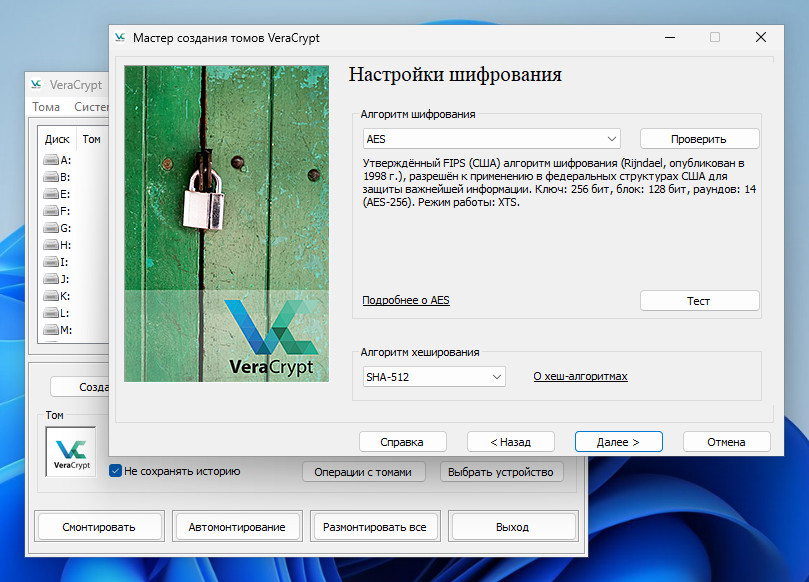 Мастер создания томов VeraCrypt
VeraCrypt
Тома
Систем
Диск
Том
A:
B:
E:
F:
G:
H:
I:
J:
K:
L:
M:
VeraCrypt
Настройки шифрования
Алгоритм шифрования
AES
Проверить
Утверждённый FIPS (США) алгоритм шифрования (Rijndael, опубликован в
1998 г.), разрешён к применению в федеральных структурах США для
защиты важнейшей информации. Ключ: 256 бит, блок: 128 бит, раундов: 14
(AES-256). Режим работы: XTS.
Подробнее о AES
Тест
Алгоритм хеширования
SHA-512
О хеш-алгоритмах
Справка
< Назад
Далее >
Отмена
Созда
Том
VeraCrypt
Не сохранять историю
Операции с томами
Выбрать устройство
Смонтировать
Автомонтирование
Размонтировать все
Выход